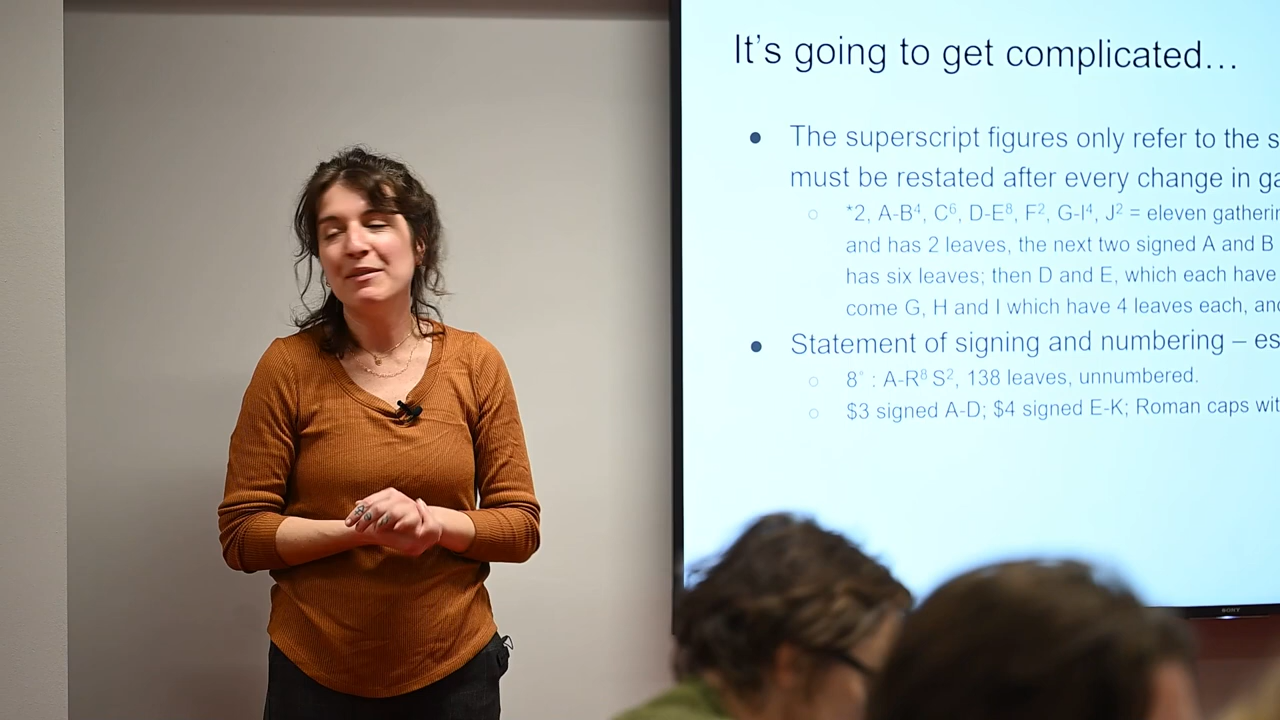 It's going to get complicated…
● The superscript figures only refer to the s
must be restated after every change in ga
○ *2, A-B⁴, C⁶, D-E⁸, F², G-I⁴, J² = eleven gatherin
and has 2 leaves, the next two signed A and B
has six leaves; then D and E, which each have
come G, H and I which have 4 leaves each, and
● Statement of signing and numbering – es
○ 8° : A-R⁸ S², 138 leaves, unnumbered.
○ $3 signed A-D; $4 signed E-K; Roman caps wit
SONY